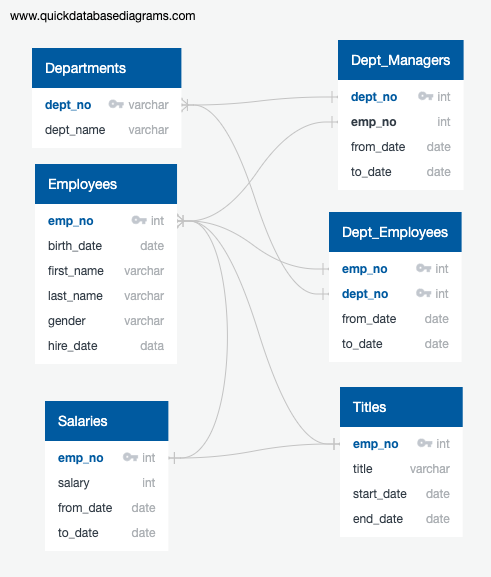 www.quickdatabasediagrams.com
Departments
dept_no varchar
dept_name varchar
Employees
emp_no int
birth_date date
first_name varchar
last_name varchar
gender varchar
hire_date data
Salaries
emp_no int
salary int
from_date date
to_date date
Dept_Managers
dept_no int
emp_no int
from_date date
to_date date
Dept_Employees
emp_no int
dept_no int
from_date date
to_date date
Titles
emp_no int
title varchar
start_date date
end_date date